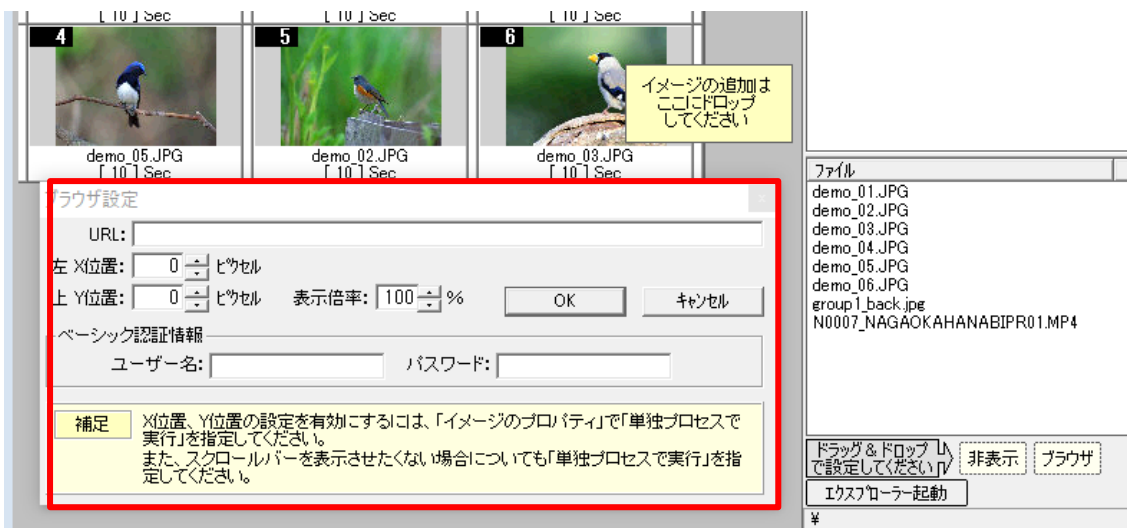 [ 10 ] Sec
[ 10 ] Sec
[ 10 ] Sec
4
5
6
イメージの追加は
ここにドロップ
してください
demo_05.JPG
demo_02.JPG
demo_03.JPG
[ 10 ] Sec
[ 10 ] Sec
[ 10 ] Sec
ブラウザ設定
URL:
左 X位置: 0 ピクセル
上 Y位置: 0 ピクセル 表示倍率: 100 % OK キャンセル
ベーシック認証情報
ユーザー名: パスワード:
補足
X位置、Y位置の設定を有効にするには、「イメージのプロパティ」で「単独プロセスで
実行」を指定してください。
また、スクロールバーを表示させたくない場合についても「単独プロセスで実行」を指
定してください。
ファイル
demo_01.JPG
demo_02.JPG
demo_03.JPG
demo_04.JPG
demo_05.JPG
demo_06.JPG
group1_back.jpg
N0007_NAGAOKAHANABIPR01.MP4
ドラッグ&ドロップ
で設定してください
非表示
ブラウザ
エクスプローラー起動
¥